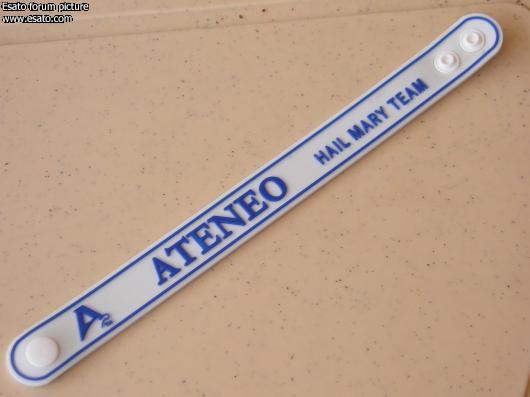 Esato forum picture
www.esato.com
A
ATENEO
HAIL MARY TEAM